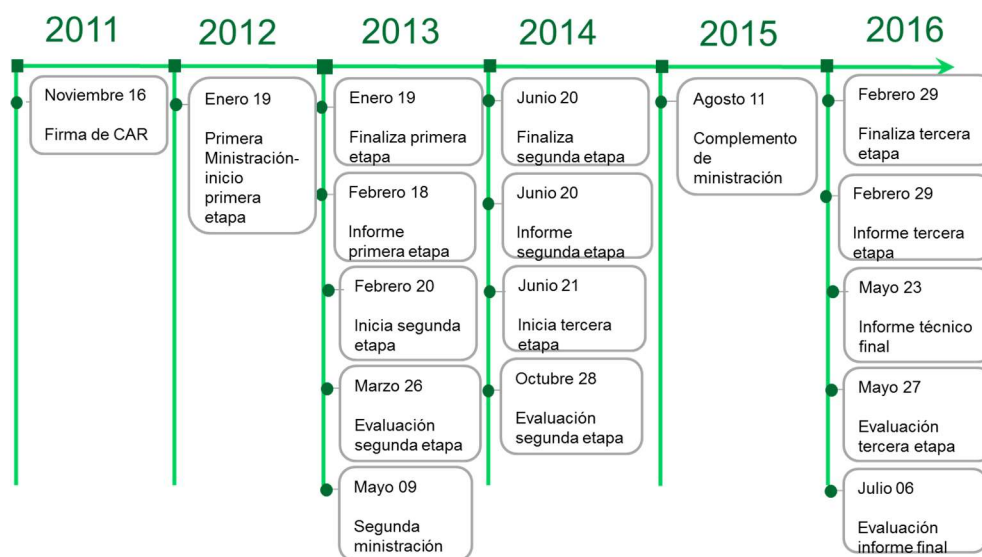 2011
2012
2013
2014
2015
2016
Noviembre 16
Firma de CAR
Enero 19
Primera
Ministración-
inicio
primera
etapa
Enero 19
Finaliza primera
etapa
Febrero 18
Informe
primera etapa
Febrero 20
Inicia segunda
etapa
Marzo 26
Evaluación
segunda etapa
Mayo 09
Segunda
ministración
Junio 20
Finaliza
segunda etapa
Junio 20
Informe
segunda etapa
Junio 21
Inicia tercera
etapa
Octubre 28
Evaluación
segunda etapa
Agosto 11
Complemento
de
ministración
Febrero 29
Finaliza tercera
etapa
Febrero 29
Informe tercera
etapa
Mayo 23
Informe técnico
final
Mayo 27
Evaluación
tercera etapa
Julio 06
Evaluación
informe final